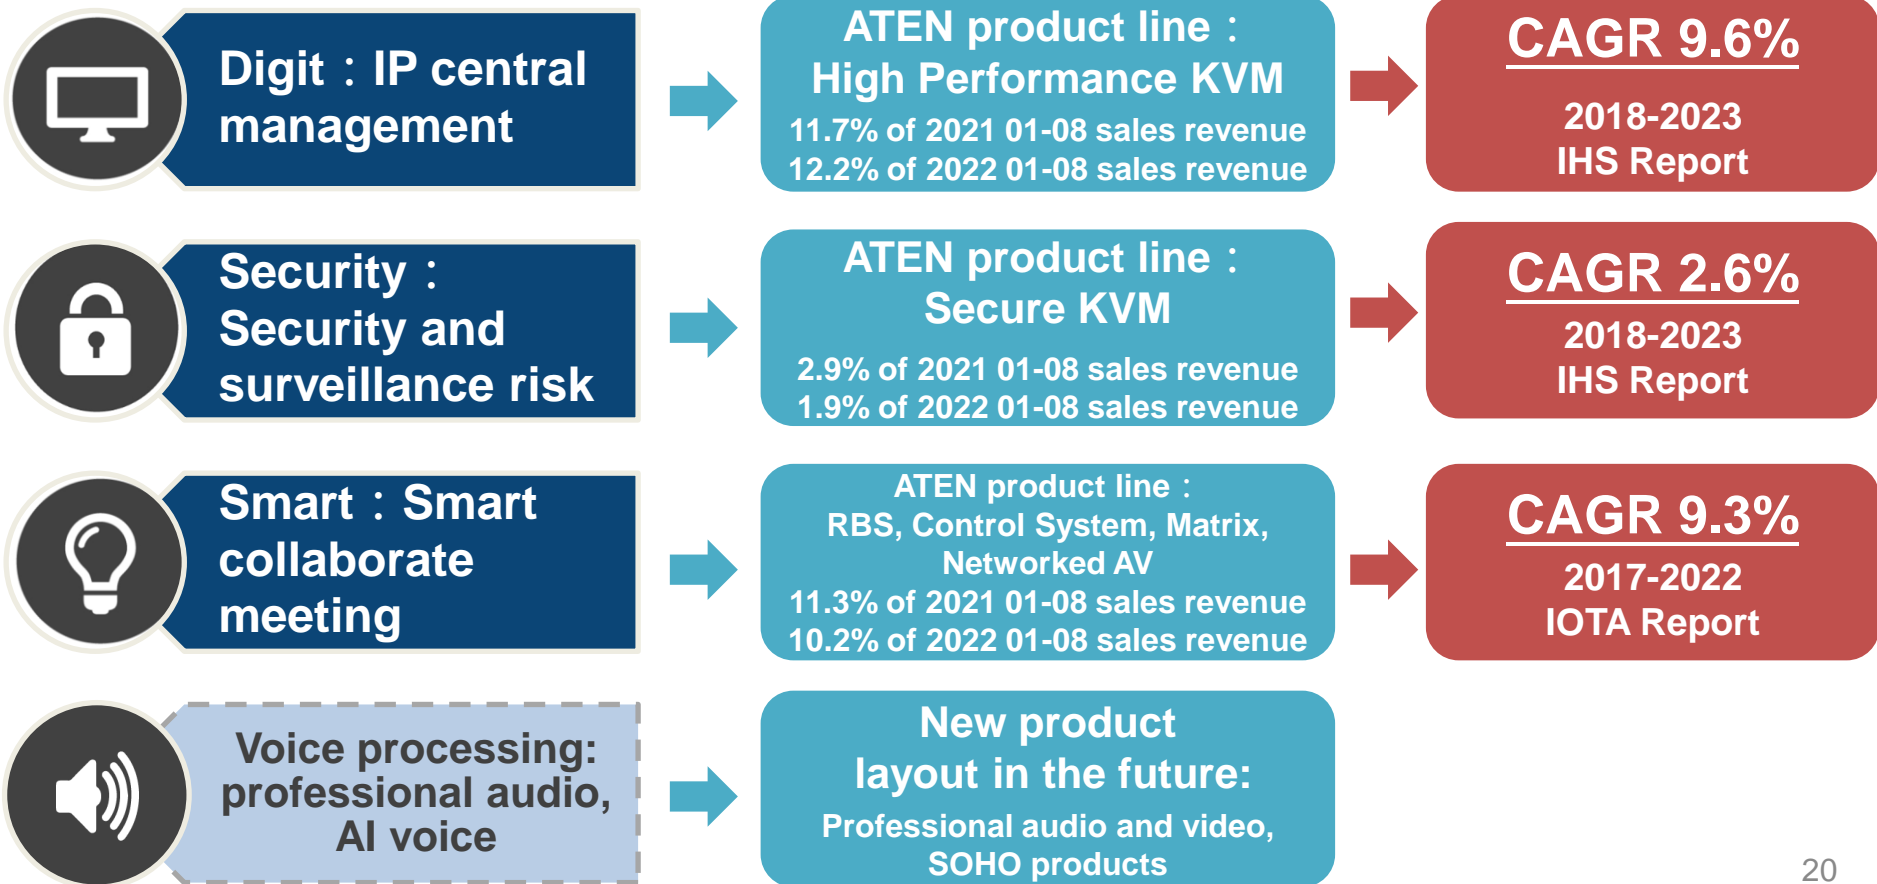 Digit：IP central
management
ATEN product line：
High Performance KVM
11.7% of 2021 01-08 sales revenue
12.2% of 2022 01-08 sales revenue
CAGR 9.6%
2018-2023
IHS Report
Security：
Security and
surveillance risk
ATEN product line：
Secure KVM
2.9% of 2021 01-08 sales revenue
1.9% of 2022 01-08 sales revenue
CAGR 2.6%
2018-2023
IHS Report
Smart：Smart
collaborate
meeting
ATEN product line：
RBS, Control System, Matrix,
Networked AV
11.3% of 2021 01-08 sales revenue
10.2% of 2022 01-08 sales revenue
CAGR 9.3%
2017-2022
IOTA Report
Voice processing:
professional audio,
AI voice
New product
layout in the future:
Professional audio and video,
SOHO products
20